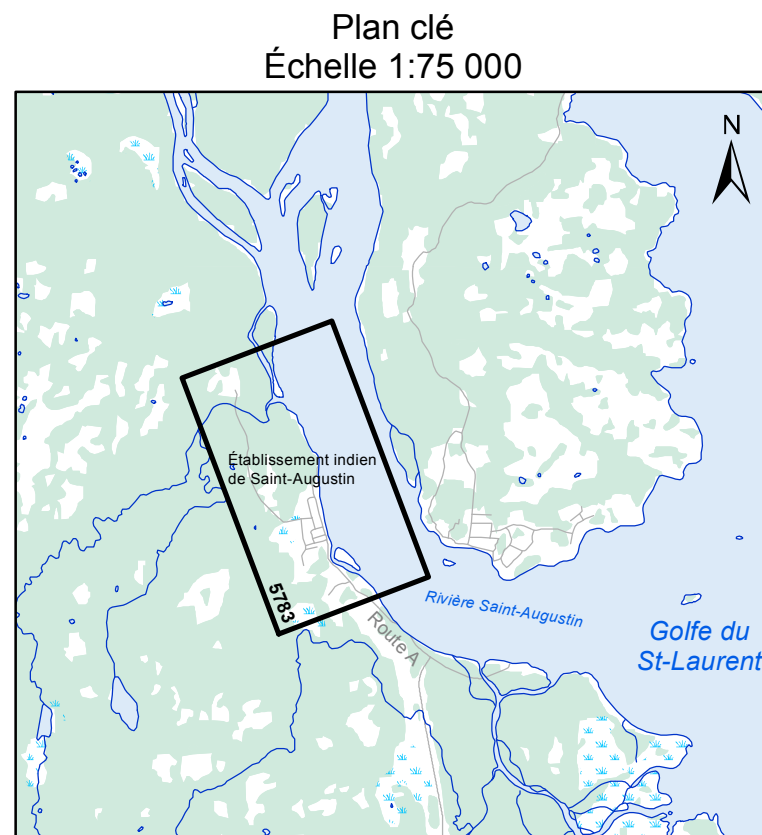 Plan clé
Échelle 1:75 000
N
Établissement indien
de Saint-Augustin
5783
Route A
Rivière Saint-Augustin
Golfe du
St-Laurent